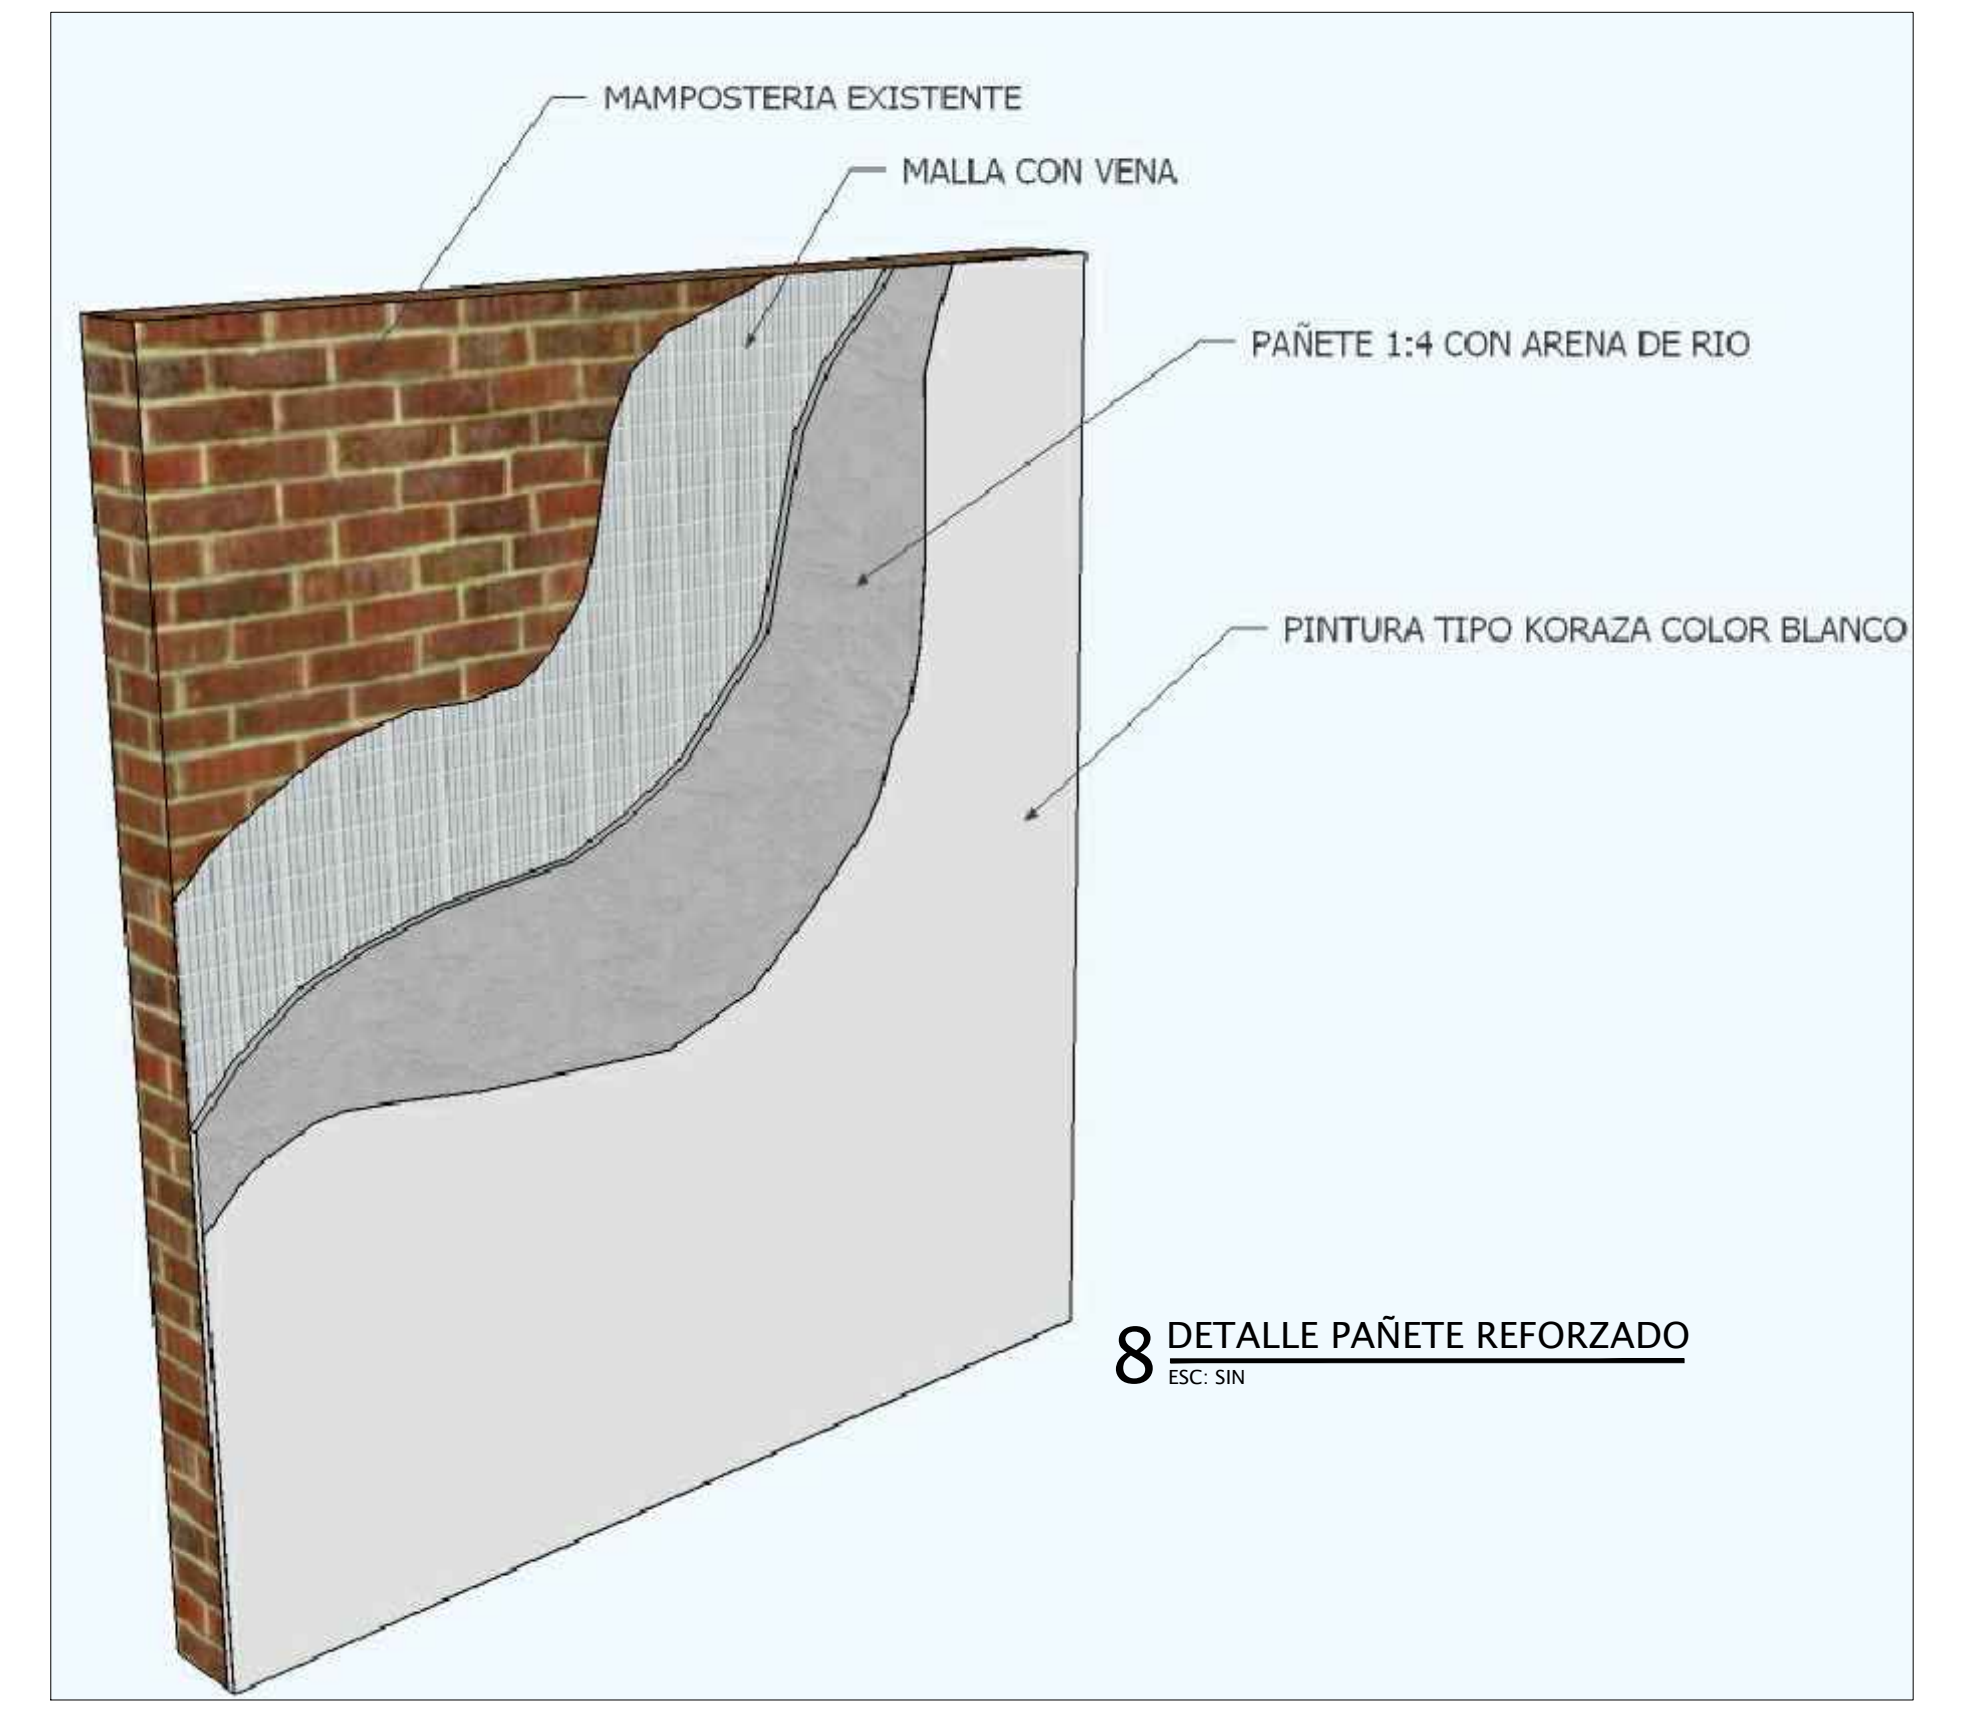 MAMPOSTERIA EXISTENTE
MALLA CON VENA
PAÑETE 1:4 CON ARENA DE RIO
PINTURA TIPO KORAZA COLOR BLANCO
8 DETALLE PAÑETE REFORZADO
ESC: SIN